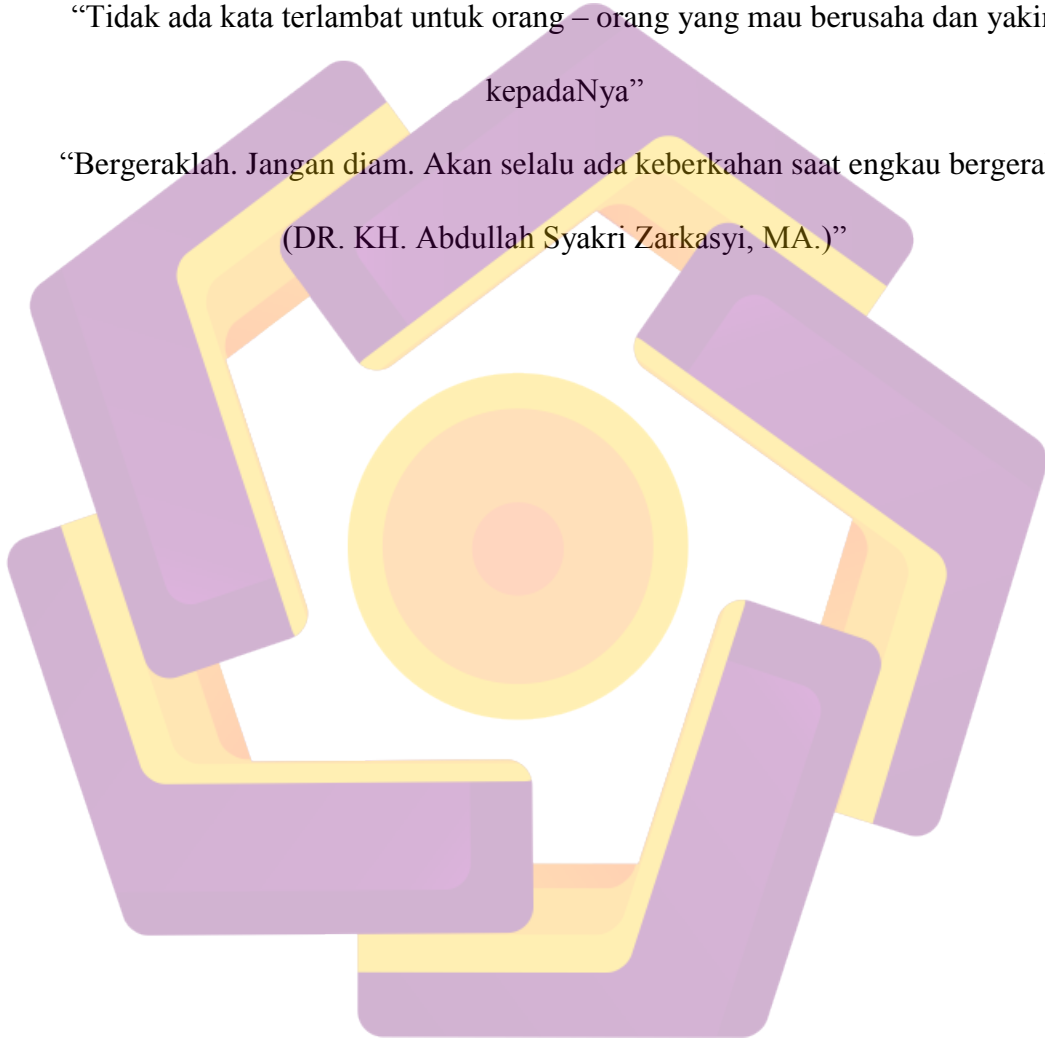 “Tidak ada kata terlambat untuk orang – orang yang mau berusaha dan yakin
kepadaNya”
“Bergeraklah. Jangan diam. Akan selalu ada keberkahan saat engkau
(DR. KH. Abdullah Syakri Zarkasyi, MA.)”